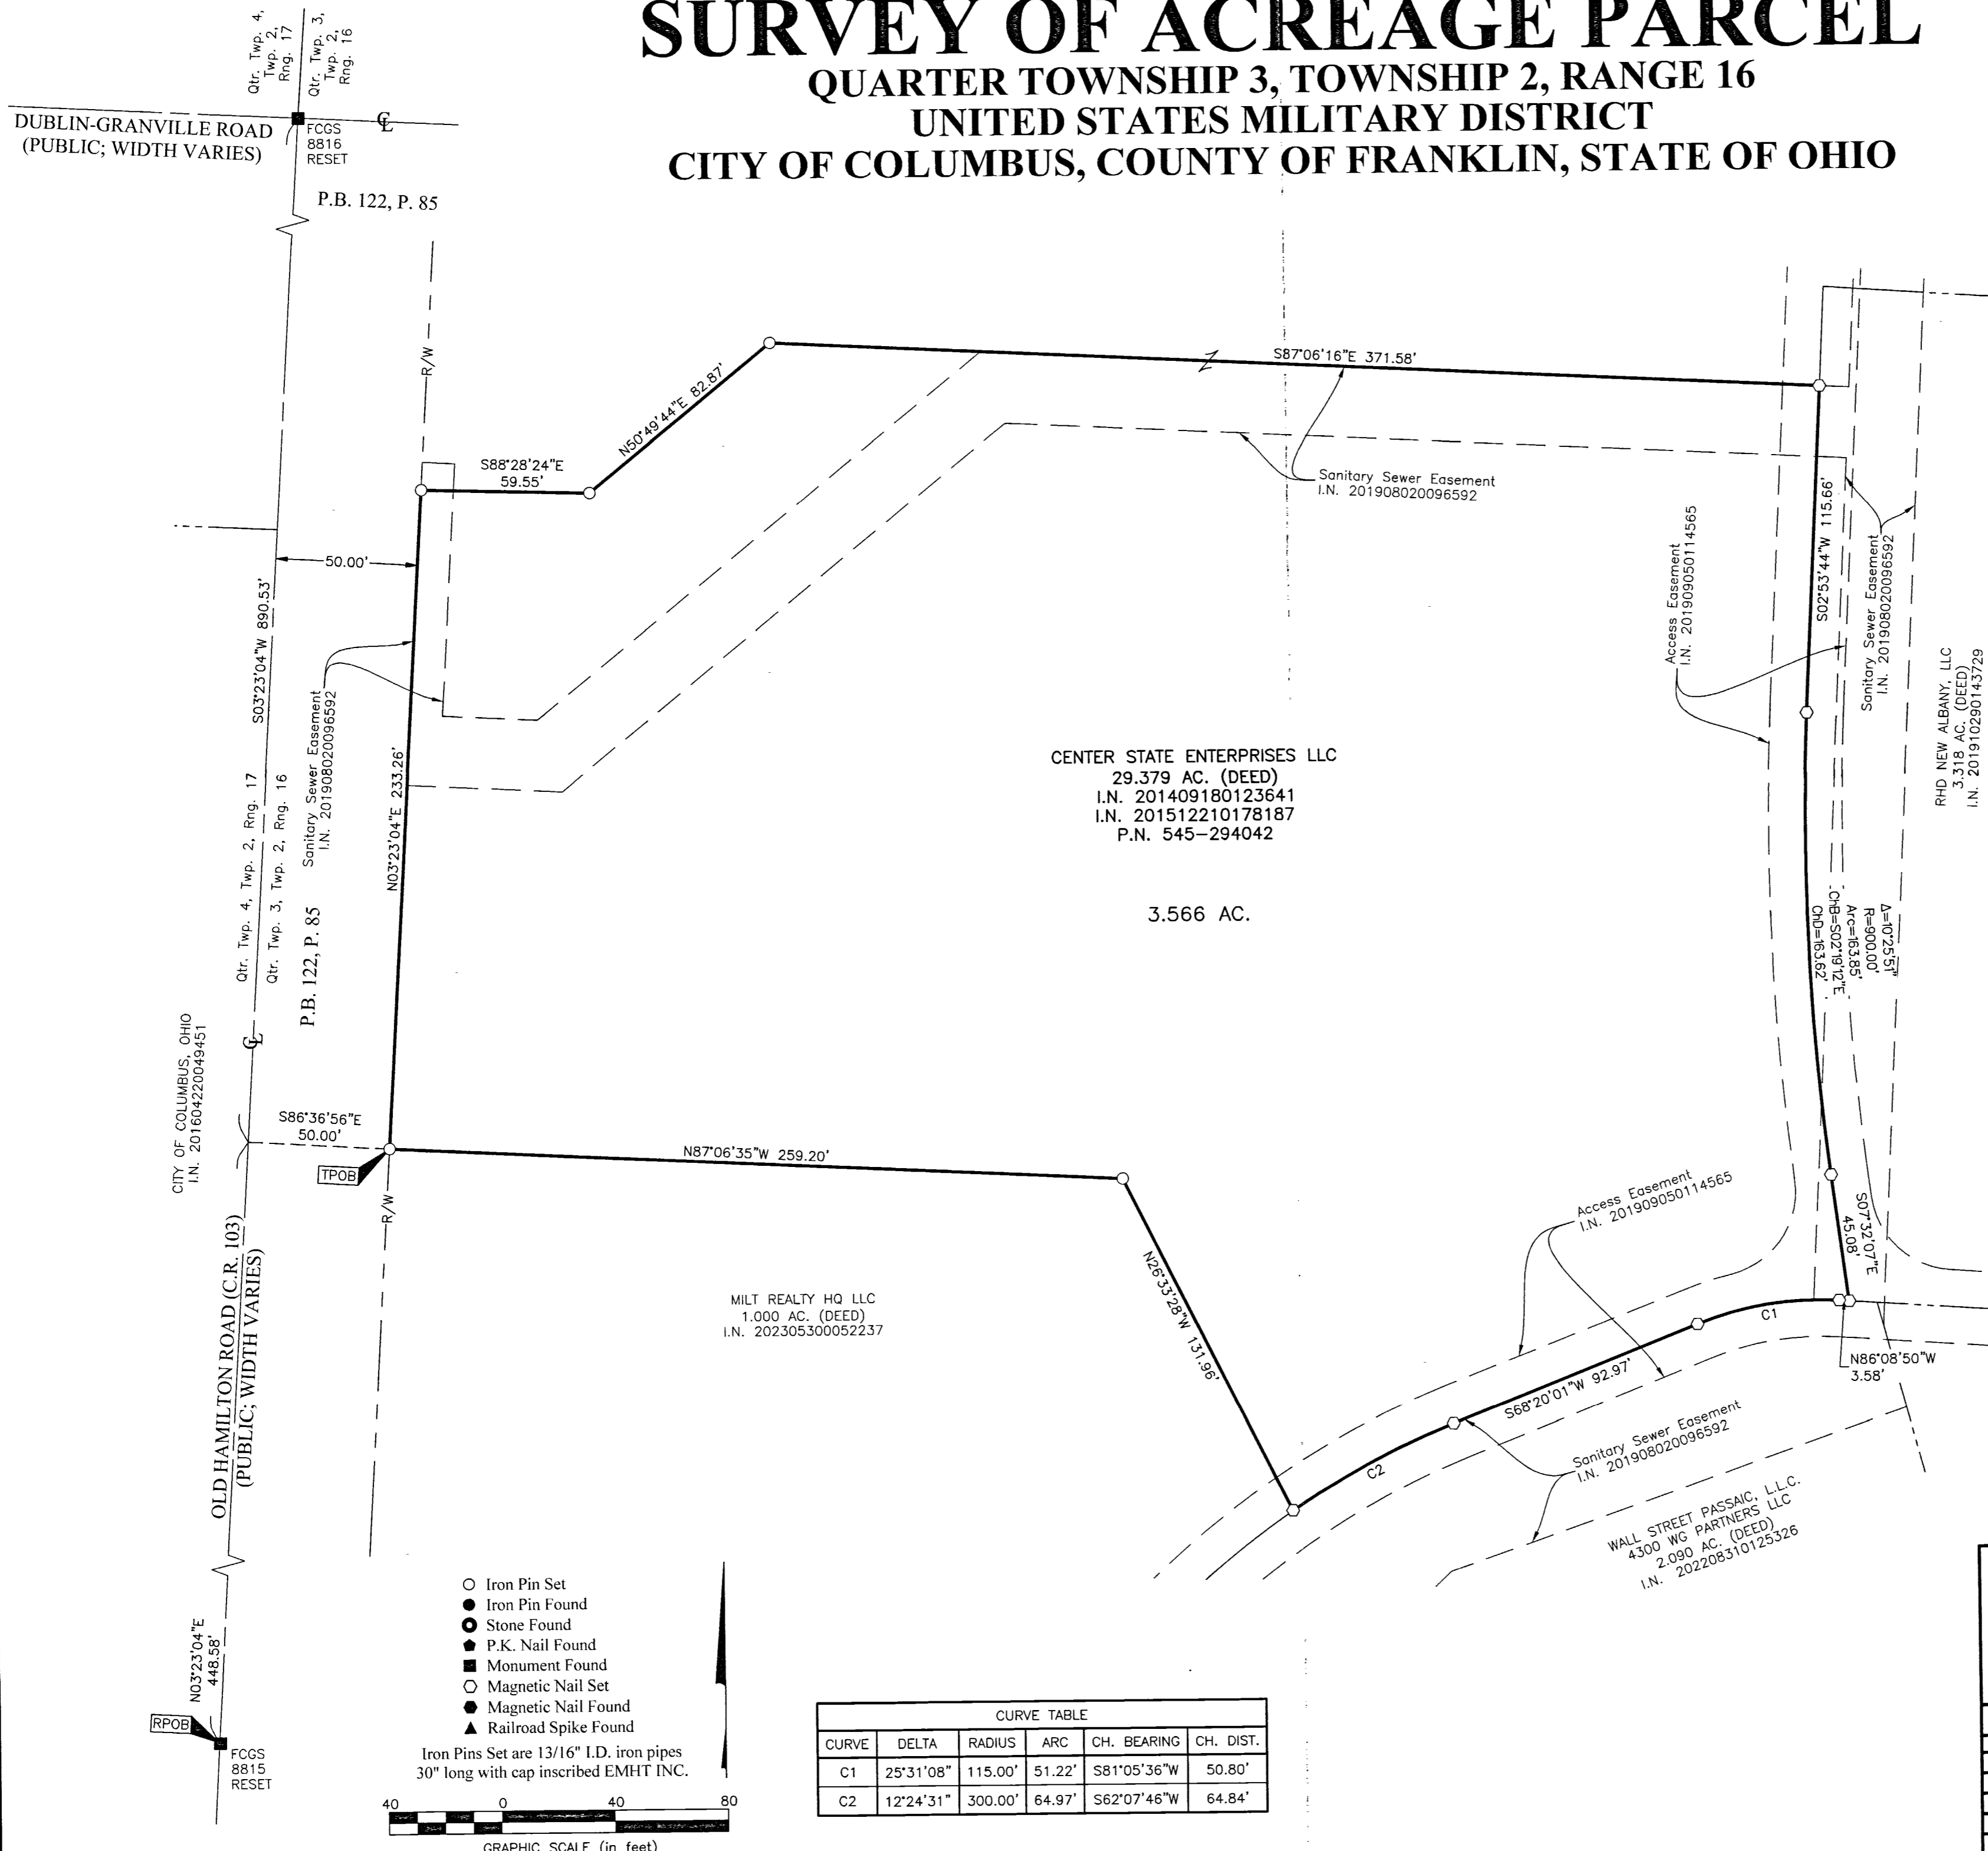 SURVEY OF ACREAGE PARCEL
QUARTER TOWNSHIP 3, TOWNSHIP 2, RANGE 16
UNITED STATES MILITARY DISTRICT
CITY OF COLUMBUS, COUNTY OF FRANKLIN, STATE OF OHIO
Qtr. Twp. 4,
Twp. 2,
Rng. 17
Qtr. Twp. 3,
Twp. 2,
Rng. 16
DUBLIN-GRANVILLE ROAD
(PUBLIC; WIDTH VARIES)
℄
FCGS
8816
RESET
P.B. 122, P. 85
R/W
S88°28'24"E
59.55'
N50°49'44"E 82.87'
S87°06'16"E 371.58'
Z
Sanitary Sewer Easement
I.N. 201908020096592
50.00'
S03°23'04"W 890.53'
Sanitary Sewer Easement
I.N. 201908020096592
N03°23'04"E 233.26'
Qtr. Twp. 4, Twp. 2, Rng. 17
Qtr. Twp. 3, Twp. 2, Rng. 16
P.B. 122, P. 85
℄
CENTER STATE ENTERPRISES LLC
29.379 AC. (DEED)
I.N. 201409180123641
I.N. 201512210178187
P.N. 545-294042
3.566 AC.
Access Easement
I.N. 201909050114565
S02°53'44"W 115.66'
Sanitary Sewer Easement
I.N. 201908020096592
RHD NEW ALBANY, LLC
3.318 AC. (DEED)
I.N. 201910290143729
Δ=10°25'51"
R=900.00'
Arc=163.85'
ChB=S02°19'12"E
ChD=163.62'
CITY OF COLUMBUS, OHIO
I.N. 201604220049451
S86°36'56"E
50.00'
TPOB
N87°06'35"W 259.20'
R/W
OLD HAMILTON ROAD (C.R. 103)
(PUBLIC; WIDTH VARIES)
MILT REALTY HQ LLC
1.000 AC. (DEED)
I.N. 202305300052237
N26°33'28"W 131.96'
Access Easement
I.N. 201909050114565
S07°32'07"E
45.08'
C1
N86°08'50"W
3.58'
S68°20'01"W 92.97'
C2
Sanitary Sewer Easement
I.N. 201908020096592
WALL STREET PASSAIC, L.L.C.
4300 WG PARTNERS LLC
2.090 AC. (DEED)
I.N. 202208310125326
N03°23'04"E
448.58'
RPOB
FCGS
8815
RESET
Iron Pin Set
Iron Pin Found
Stone Found
P.K. Nail Found
Monument Found
Magnetic Nail Set
Magnetic Nail Found
Railroad Spike Found
Iron Pins Set are 13/16" I.D. iron pipes
30" long with cap inscribed EMHT INC.
40 0 40 80
GRAPHIC SCALE (in feet)
CURVE TABLE
CURVE DELTA RADIUS ARC CH. BEARING CH. DIST.
C1 25°31'08" 115.00' 51.22' S81°05'36"W 50.80'
C2 12°24'31" 300.00' 64.97' S62°07'46"W 64.84'